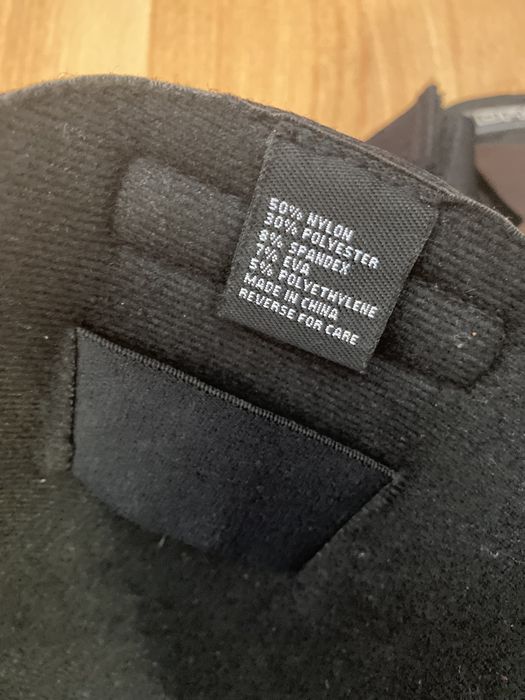 50% NYLON
30% POLYESTER
8% SPANDEX
7% EVA
5% POLYETHYLENE
MADE IN CHINA
REVERSE FOR CARE